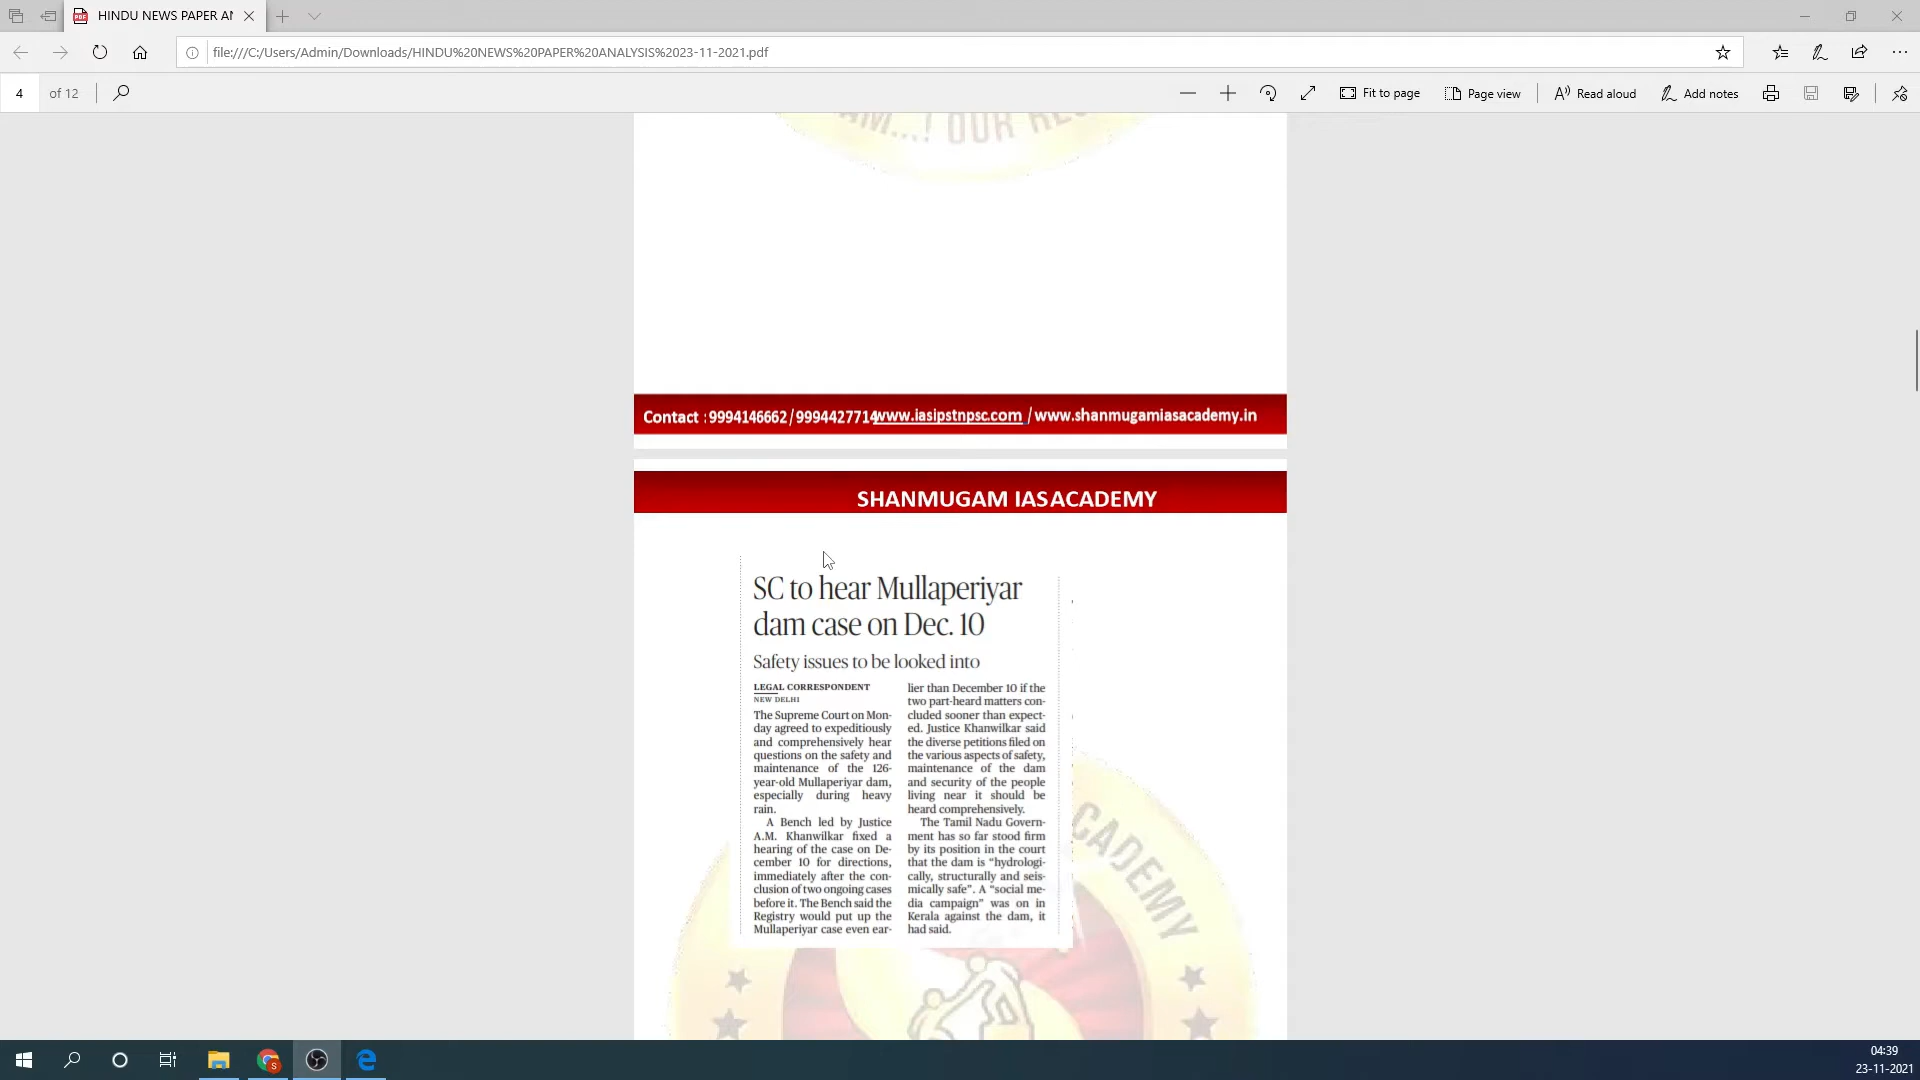 HINDU NEWS PAPER AN
file:///C:/Users/Admin/Downloads/HINDU%20NEWS%20PAPER%20ANALYSIS%2023-11-2021.pdf
4 of 12
Fit to page
Page view
Read aloud
Add notes
OUR
Contact : 9994146662/9994427714 www.iasipstnpsc.com / www.shanmugamiasacademy.in
SHANMUGAM IAS ACADEMY
SC to hear Mullaperiyar
dam case on Dec. 10
Safety issues to be looked into
LEGAL CORRESPONDENT
NEW DELHI
The Supreme Court on Mon-
day agreed to expeditiously
and comprehensively hear
questions on the safety and
maintenance of the 126-
year-old Mullaperiyar dam,
especially during heavy
rain.
A Bench led by Justice
A.M. Khanwilkar fixed a
hearing of the case on De-
cember 10 for directions,
immediately after the con-
clusion of two ongoing cases
before it. The Bench said the
Registry would put up the
Mullaperiyar case even ear-
lier than December 10 if the
two part-heard matters con-
cluded sooner than expect-
ed. Justice Khanwilkar said
the diverse petitions filed on
the various aspects of safety,
maintenance of the dam
and security of the people
living near it should be
heard comprehensively.
The Tamil Nadu Govern-
ment has so far stood firm
by its position in the court
that the dam is “hydrologi-
cally, structurally and seis-
mically safe”. A “social me-
dia campaign” was on in
Kerala against the dam, it
had said.
ACADEMY
04:39
23-11-2021